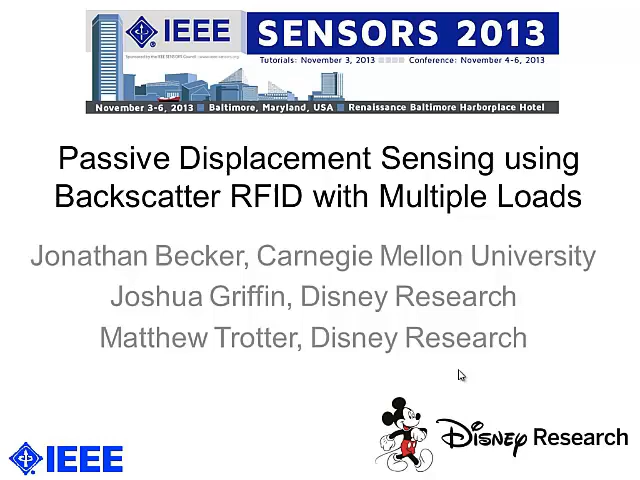 IEEE SENSORS 2013
Sponsored by the IEEE SENSORS Council
Tutorials: November 3, 2013
Conference: November 4-6, 2013
November 3-6, 2013 Baltimore, Maryland, USA Renaissance Baltimore Harborplace Hotel
Passive Displacement Sensing using
Backscatter RFID with Multiple Loads
Jonathan Becker, Carnegie Mellon University
Joshua Griffin, Disney Research
Matthew Trotter, Disney Research
IEEE
Disney Research